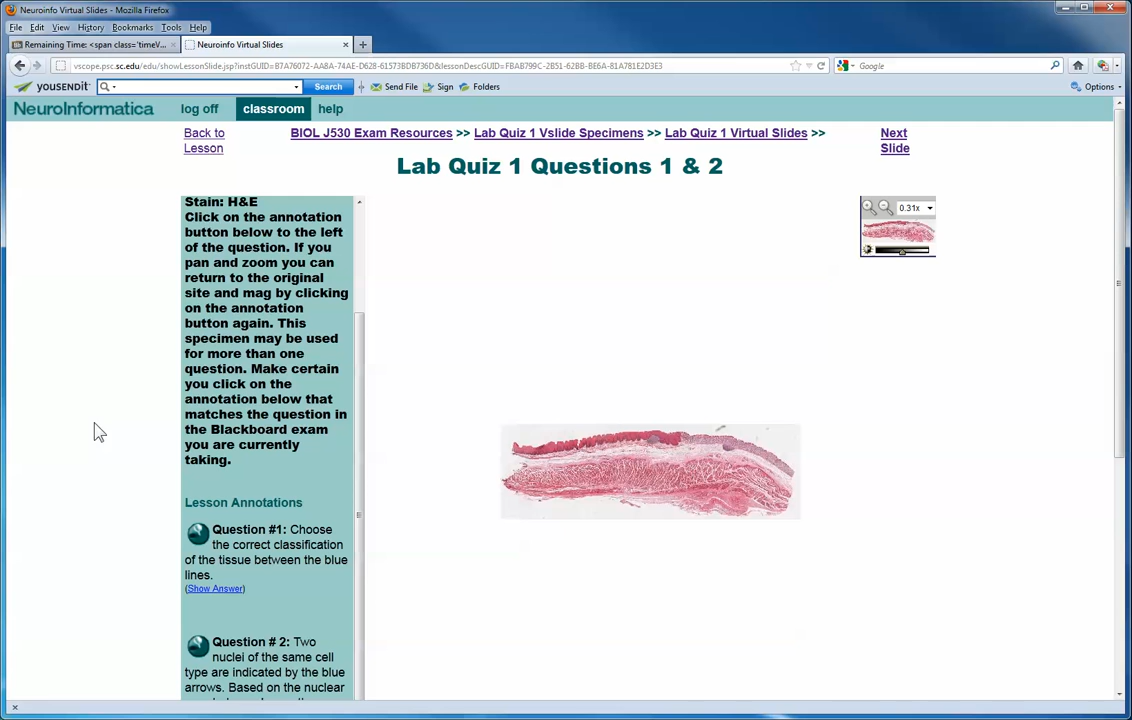 Neuroinfo Virtual Slides - Mozilla Firefox
File Edit View History Bookmarks Tools Help
Remaining Time: <span class='timeV...
Neuroinfo Virtual Slides
vscope.psc.sc.edu/edu/showLessonSlide.jsp?instGUID=B7A76072-AA8A-74AE-D628-61573BDB736D&lessonDescGUID=FBAB799C-2B51-62BB-BE6A-81A781E2D3E3
Google
YOUSENDIT Search Send File Sign Folders Options
NeuroInformatica log off classroom help
Back to
Lesson
BIOL J530 Exam Resources >> Lab Quiz 1 Vslide Specimens >> Lab Quiz 1 Virtual Slides >>
Next
Slide
Lab Quiz 1 Questions 1 & 2
Stain: H&E
Click on the annotation
button below to the left
of the question. If you
pan and zoom you can
return to the original
site and mag by clicking
on the annotation
button again. This
specimen may be used
for more than one
question. Make certain
you click on the
annotation below that
matches the question in
the Blackboard exam
you are currently
taking.
Lesson Annotations
Question #1: Choose
the correct classification
of the tissue between the blue
lines.
(Show Answer)
Question # 2: Two
nuclei of the same cell
type are indicated by the blue
arrows. Based on the nuclear
0.31x